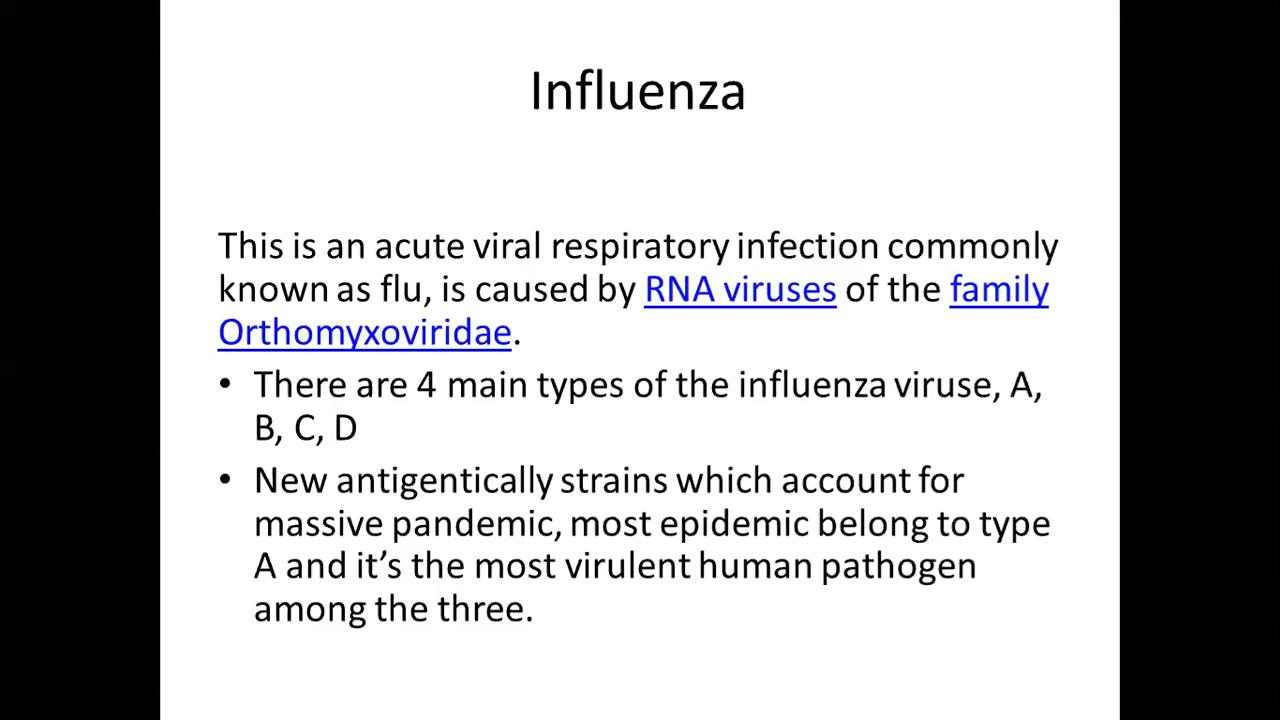 Influenza
This is an acute viral respiratory infection commonly
known as flu, is caused by RNA viruses of the family
Orthomyxoviridae.
• There are 4 main types of the influenza viruse, A,
B, C, D
• New antigentically strains which account for
massive pandemic, most epidemic belong to type
A and it’s the most virulent human pathogen
among the three.